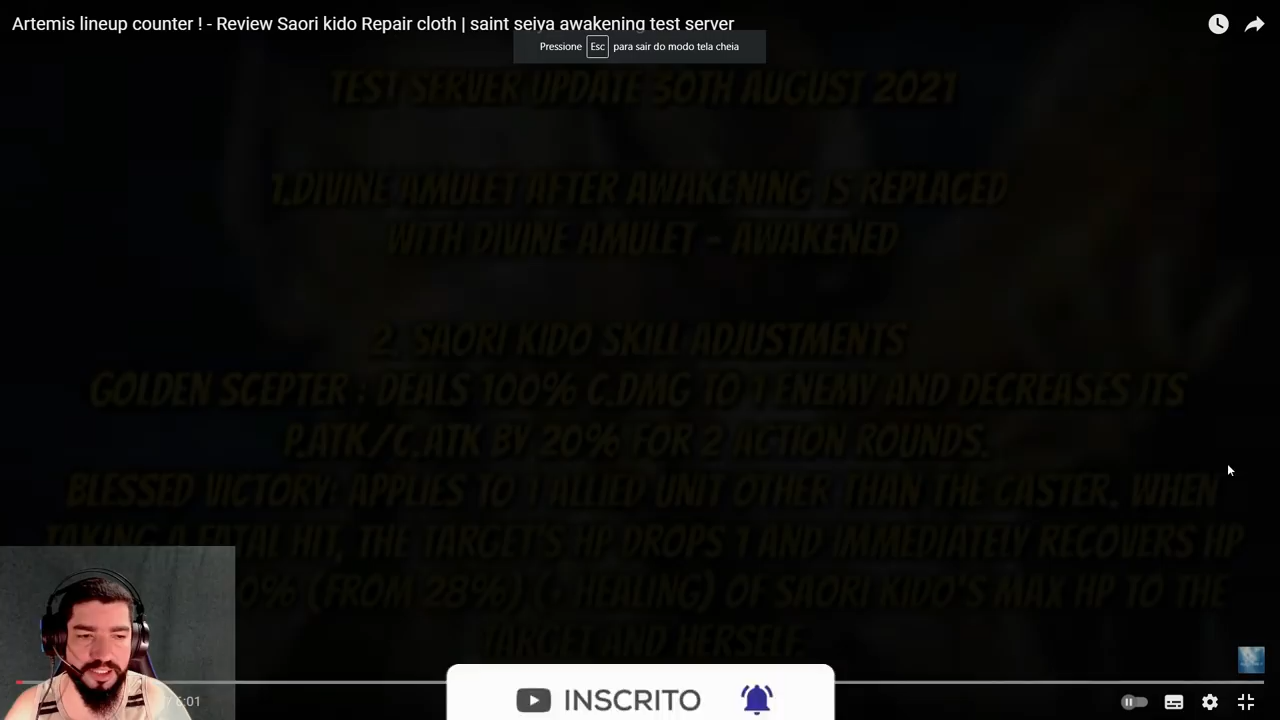 Artemis lineup counter ! - Review Saori kido Repair cloth | saint seiya awakening test server
Pressione Esc para sair do modo tela cheia
TEST SERVER UPDATE 30TH AUGUST 2021
1.DIVINE AMULET AFTER AWAKENING IS REPLACED
WITH DIVINE AMULET - AWAKENED
2. SAORI KIDO SKILL ADJUSTMENTS
GOLDEN SCEPTER : DEALS 100% C.DMG TO 1 ENEMY AND DECREASES ITS
P.ATK/C.ATK BY 20% FOR 2 ACTION ROUNDS.
BLESSED VICTORY: APPLIES TO 1 ALLIED UNIT OTHER THAN THE CASTER. WHEN
TAKING A FATAL HIT, THE TARGET'S HP DROPS 1 AND IMMEDIATELY RECOVERS HP
(FROM 28%) OF SAORI KIDO'S MAX HP TO THE
TARGET AND HERSELF.
6:01
INSCRITO